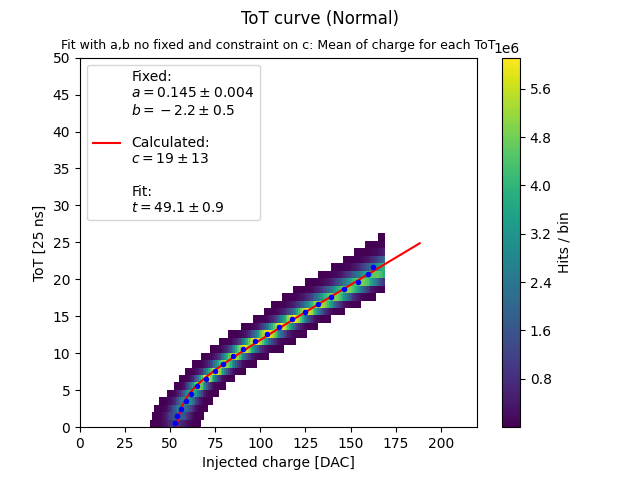 ToT curve (Normal)
Fit with a,b no fixed and constraint on c: Mean of charge for each ToT
1e6
50
45
40
35
30
25
20
15
10
5
0
ToT [25 ns]
Fixed:
a = 0.145 ± 0.004
b = − 2.2 ± 0.5
Calculated:
c = 19 ± 13
Fit:
t = 49.1 ± 0.9
0 25 50 75 100 125 150 175 200
Injected charge [DAC]
5.6
4.8
4.0
3.2
2.4
1.6
0.8
Hits / bin